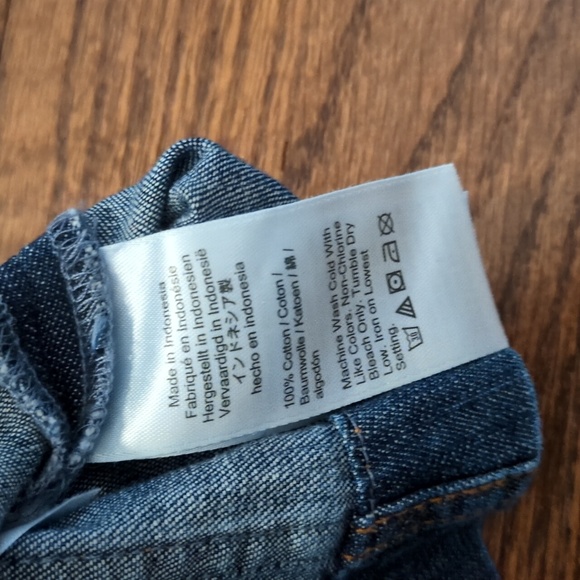 Made in Indonesia
Fabriqué en Indonésie
Hergestellt in Indonesien
Vervaardigd in Indonesië
インドネシア製
hecho en indonesia
100% Cotton / Coton /
Baumwolle / Katoen / 綿 /
algodón
Machine Wash Cold With
Like Colors. Non-Chlorine
Bleach Only. Tumble Dry
Low. Iron on Lowest
Setting.